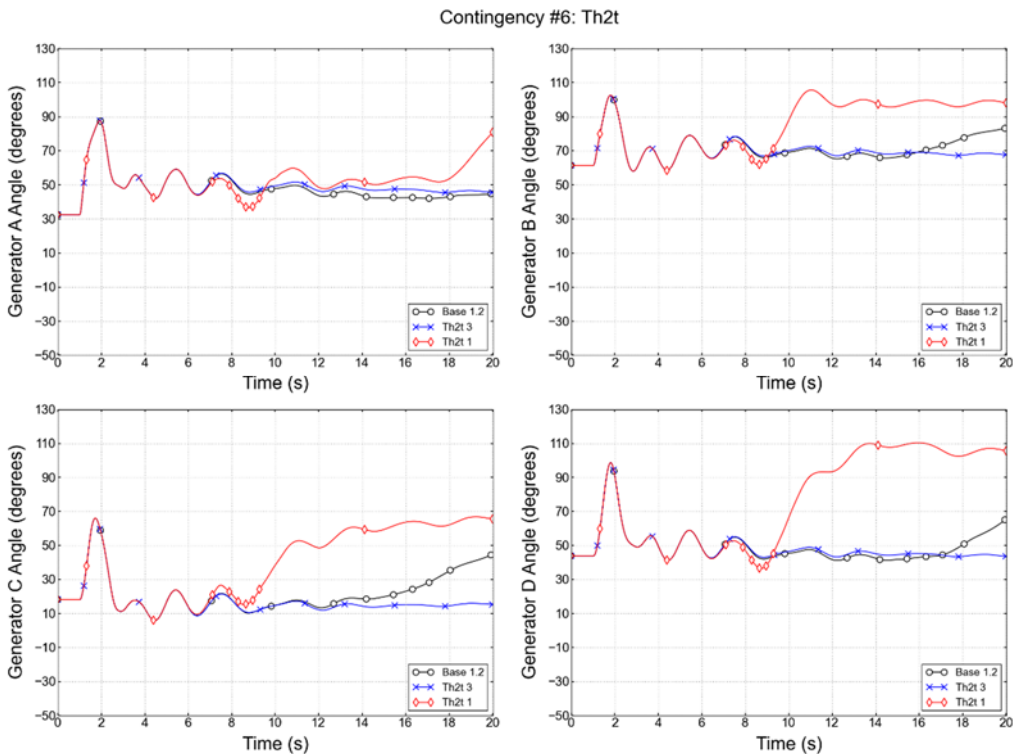 Contingency #6: Th2t
130
110
90
70
50
30
10
−10
−30
−50
Generator A Angle (degrees)
0 2 4 6 8 10 12 14 16 18 20
Time (s)
Base 1.2
Th2t 3
Th2t 1
130
110
90
70
50
30
10
−10
−30
−50
Generator B Angle (degrees)
0 2 4 6 8 10 12 14 16 18 20
Time (s)
Base 1.2
Th2t 3
Th2t 1
130
110
90
70
50
30
10
−10
−30
−50
Generator C Angle (degrees)
0 2 4 6 8 10 12 14 16 18 20
Time (s)
Base 1.2
Th2t 3
Th2t 1
130
110
90
70
50
30
10
−10
−30
−50
Generator D Angle (degrees)
0 2 4 6 8 10 12 14 16 18 20
Time (s)
Base 1.2
Th2t 3
Th2t 1